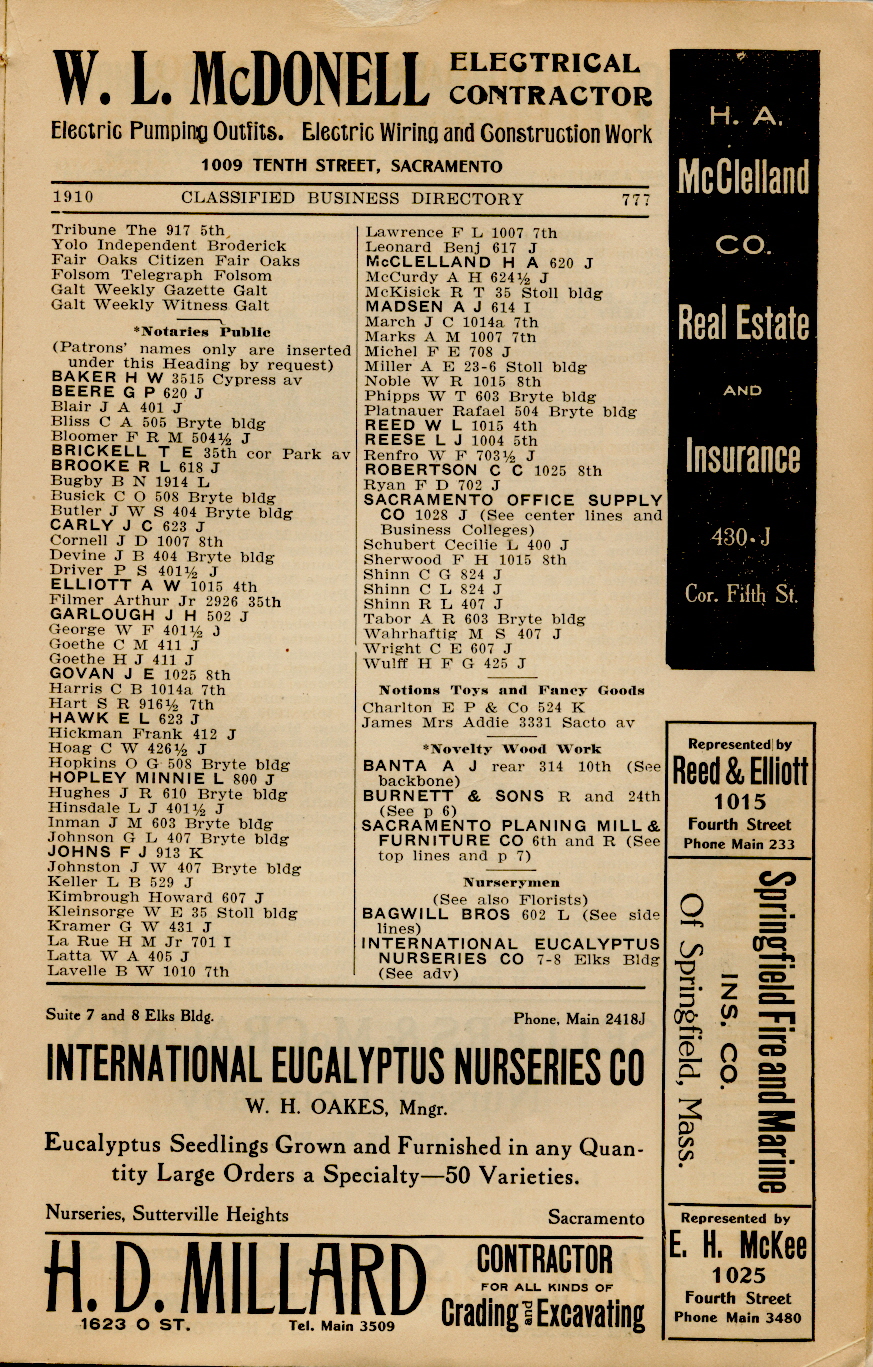 W. L. McDONELL ELECTRICAL
CONTRACTOR
Electric Pumping Outfits. Electric Wiring and Construction Work
1009 TENTH STREET, SACRAMENTO
1910 CLASSIFIED BUSINESS DIRECTORY 777
Tribune The 917 5th
Yolo Independent Broderick
Fair Oaks Citizen Fair Oaks
Folsom Telegraph Folsom
Galt Weekly Gazette Galt
Galt Weekly Witness Galt
*Notaries Public
(Patrons' names only are inserted
under this Heading by request)
BAKER H W 3515 Cypress av
BEERE G P 620 J
Blair J A 401 J
Bliss C A 505 Bryte bldg
Bloomer F R M 504½ J
BRICKELL T E 35th cor Park av
BROOKE R L 618 J
Bugby B N 1914 L
Busick C O 508 Bryte bldg
Butler J W S 404 Bryte bldg
CARLY J C 623 J
Cornell J D 1007 8th
Devine J B 404 Bryte bldg
Driver P S 401½ J
ELLIOTT A W 1015 4th
Filmer Arthur Jr 2926 35th
GARLOUGH J H 502 J
George W F 401½ J
Goethe C M 411 J
Goethe H J 411 J
GOVAN J E 1025 8th
Harris C B 1014a 7th
Hart S R 916½ 7th
HAWK E L 623 J
Hickman Frank 412 J
Hoag C W 426½ J
Hopkins O G 508 Bryte bldg
HOPLEY MINNIE L 800 J
Hughes J R 610 Bryte bldg
Hinsdale L J 401½ J
Inman J M 603 Bryte bldg
Johnson G L 407 Bryte bldg
JOHNS F J 913 K
Johnston J W 407 Bryte bldg
Keller L B 529 J
Kimbrough Howard 607 J
Kleinsorge W E 35 Stoll bldg
Kramer G W 431 J
La Rue H M Jr 701 I
Latta W A 405 J
Lavelle B W 1010 7th
Lawrence F L 1007 7th
Leonard Benj 617 J
McCLELLAND H A 620 J
McCurdy A H 624½ J
McKisick R T 35 Stoll bldg
MADSEN A J 614 I
March J C 1014a 7th
Marks A M 1007 7th
Michel F E 708 J
Miller A E 23-6 Stoll bldg
Noble W R 1015 8th
Phipps W T 603 Bryte bldg
Platnauer Rafael 504 Bryte bldg
REED W L 1015 4th
REESE L J 1004 5th
Renfro W F 703½ J
ROBERTSON C C 1025 8th
Ryan F D 702 J
SACRAMENTO OFFICE SUPPLY
CO 1028 J (See center lines and
Business Colleges)
Schubert Cecilie L 400 J
Sherwood F H 1015 8th
Shinn C G 824 J
Shinn C L 824 J
Shinn R L 407 J
Tabor A R 603 Bryte bldg
Wahrhaftig M S 407 J
Wright C E 607 J
Wulff H F G 425 J
Notions Toys and Fancy Goods
Charlton E P & Co 524 K
James Mrs Addie 3331 Sacto av
*Novelty Wood Work
BANTA A J rear 314 10th (See
backbone)
BURNETT & SONS R and 24th
(See p 6)
SACRAMENTO PLANING MILL &
FURNITURE CO 6th and R (See
top lines and p 7)
Nurserymen
(See also Florists)
BAGWILL BROS 602 L (See side
lines)
INTERNATIONAL EUCALYPTUS
NURSERIES CO 7-8 Elks Bldg
(See adv)
Suite 7 and 8 Elks Bldg. Phone, Main 2418J
INTERNATIONAL EUCALYPTUS NURSERIES CO
W. H. OAKES, Mngr.
Eucalyptus Seedlings Grown and Furnished in any Quan-
tity Large Orders a Specialty—50 Varieties.
Nurseries, Sutterville Heights Sacramento
H. D. MILLARD
1623 O ST. Tel. Main 3509
CONTRACTOR
FOR ALL KINDS OF
Grading and Excavating
H. A.
McClelland
CO.
Real Estate
AND
Insurance
430·J
Cor. Fifth St.
Represented by
Reed & Elliott
1015
Fourth Street
Phone Main 233
Springfield Fire and Marine
INS. CO.
Of Springfield, Mass.
Represented by
E. H. McKee
1025
Fourth Street
Phone Main 3480